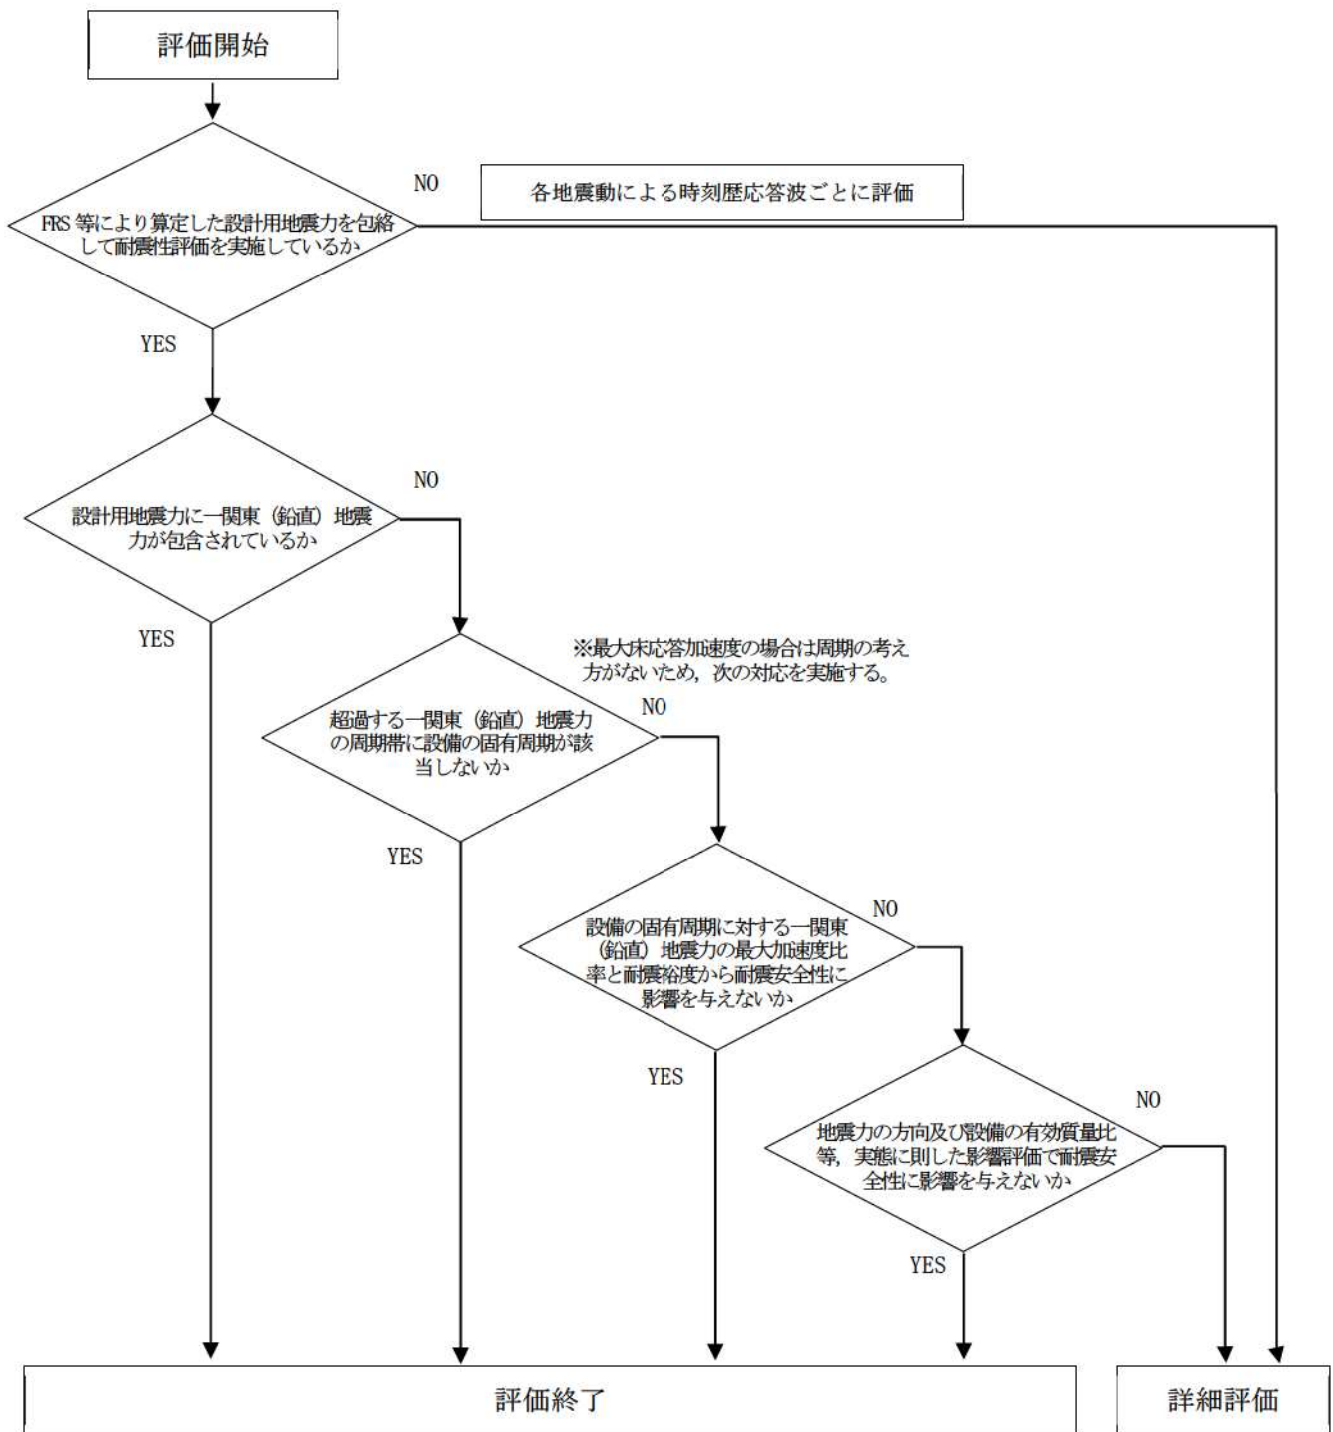 評価開始
NO
各地震動による時刻歴応答波ごとに評価
FRS 等により算定した設計用地震力を包絡
して耐震性評価を実施しているか
YES
NO
設計用地震力に一関東（鉛直）地震
力が包含されているか
YES
※最大床応答加速度の場合は周期の考え
方がないため，次の対応を実施する。
NO
超過する一関東（鉛直）地震力
の周期帯に設備の固有周期が該
当しないか
YES
NO
設備の固有周期に対する一関東
（鉛直）地震力の最大加速度比
率と耐震裕度から耐震安全性に
影響を与えないか
YES
NO
地震力の方向及び設備の有効質量比
等，実態に則した影響評価で耐震安
全性に影響を与えないか
YES
評価終了
詳細評価